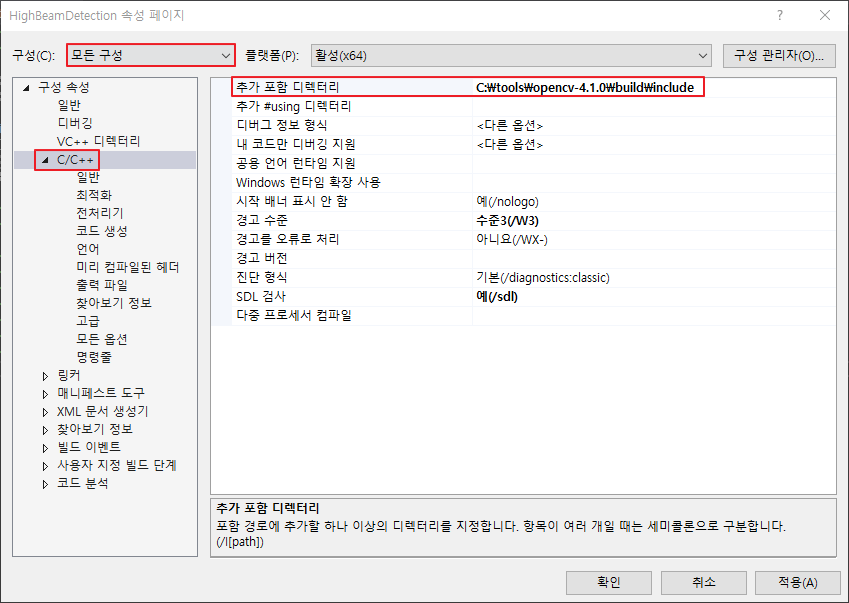 HighBeamDetection 속성 페이지
?
구성(C): 모든 구성 플랫폼(P): 활성(x64) 구성 관리자(O)...
구성 속성
일반
디버깅
VC++ 디렉터리
C/C++
일반
최적화
전처리기
코드 생성
언어
미리 컴파일된 헤더
출력 파일
찾아보기 정보
고급
모든 옵션
명령줄
링커
매니페스트 도구
XML 문서 생성기
찾아보기 정보
빌드 이벤트
사용자 지정 빌드 단계
코드 분석
추가 포함 디렉터리 C:₩tools₩opencv-4.1.0₩build₩include
추가 #using 디렉터리
디버그 정보 형식 <다른 옵션>
내 코드만 디버깅 지원 <다른 옵션>
공용 언어 런타임 지원
Windows 런타임 확장 사용
시작 배너 표시 안 함 예(/nologo)
경고 수준 수준3(/W3)
경고를 오류로 처리 아니요(/WX-)
경고 버전
진단 형식 기본(/diagnostics:classic)
SDL 검사 예(/sdl)
다중 프로세서 컴파일
추가 포함 디렉터리
포함 경로에 추가할 하나 이상의 디렉터리를 지정합니다. 항목이 여러 개일 때는 세미콜론으로 구분합니다.
(/I[path])
확인 취소 적용(A)